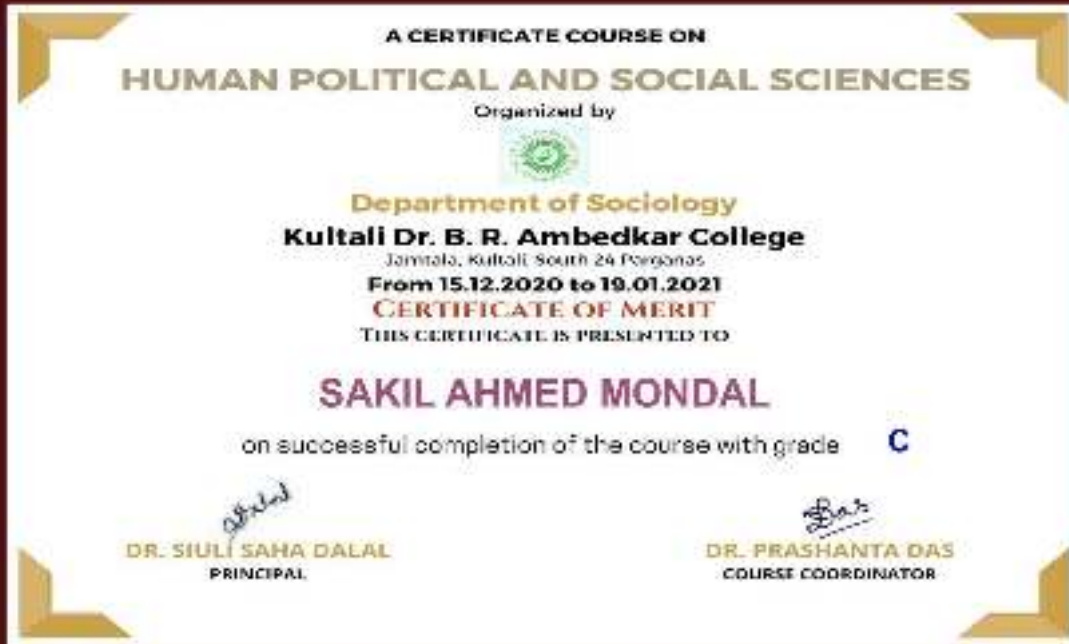 A CERTIFICATE COURSE ON
HUMAN POLITICAL AND SOCIAL SCIENCES
Organized by
Department of Sociology
Kultali Dr. B. R. Ambedkar College
Jamtala, Kultali, South 24 Parganas
From 15.12.2020 to 19.01.2021
CERTIFICATE OF MERIT
THIS CERTIFICATE IS PRESENTED TO
SAKIL AHMED MONDAL
on successful completion of the course with grade C
DR. SIULI SAHA DALAL
PRINCIPAL
Das
DR. PRASHANTA DAS
COURSE COORDINATOR